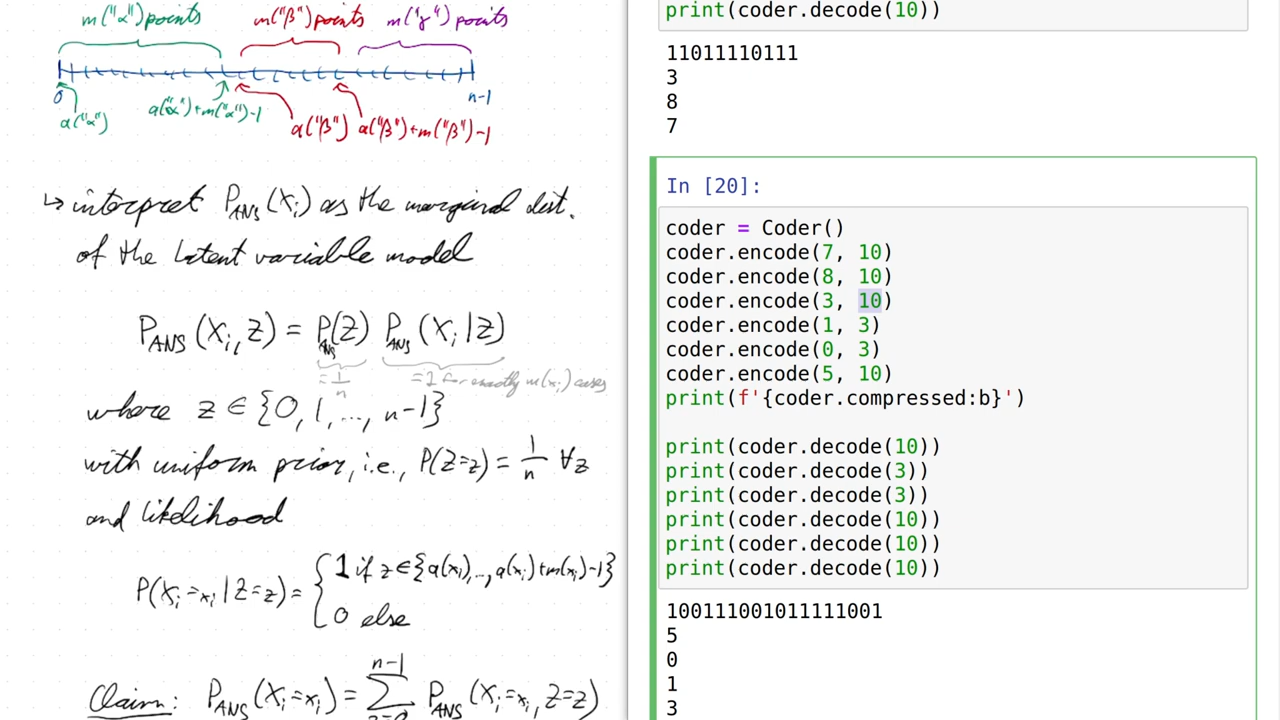 m("α") points m("β") points m("γ") points
0 n-1
a("α") a("α")+m("α")-1 a("β") a("β")+m("β")-1
↳ interpret P_ANS(X_i) as the marginal dist.
of the latent variable model
P_ANS(X_i, Z) = P_ANS(Z) P_ANS(X_i|Z)
= 1/n =1 for exactly m(x_i) cases
where z ∈ {0, 1, ..., n-1}
with uniform prior, i.e., P(Z=z) = 1/n ∀z
and likelihood
P(X_i=x_i | Z=z) = { 1 if z ∈ {a(x_i), ..., a(x_i)+m(x_i)-1}
0 else
Claim: P_ANS(X_i=x_i) = Σ_{z=0}^{n-1} P_ANS(X_i=x_i, Z=z)
print(coder.decode(10))
11011110111
3
8
7
In [20]:
coder = Coder()
coder.encode(7, 10)
coder.encode(8, 10)
coder.encode(3, 10)
coder.encode(1, 3)
coder.encode(0, 3)
coder.encode(5, 10)
print(f'{coder.compressed:b}')
print(coder.decode(10))
print(coder.decode(3))
print(coder.decode(3))
print(coder.decode(10))
print(coder.decode(10))
print(coder.decode(10))
100111001011111001
5
0
1
3